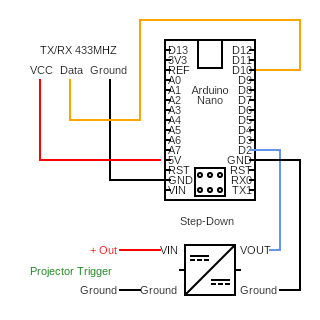 TX/RX 433MHZ
VCC Data Ground
D13 D12
3V3 D11
REF D10
A0 D9
A1 D8
A2 D7
A3 D6
A4 D5
A5 D4
A6 D3
A7 D2
5V GND
RST RST
GND RX0
VIN TX1
Arduino
Nano
Step-Down
+ Out VIN VOUT
Projector Trigger
Ground Ground Ground